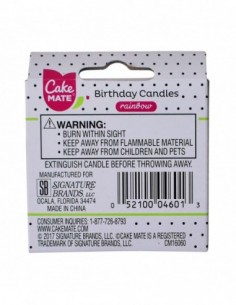 Cake
MATE
Birthday Candles
rainbow
WARNING:
• BURN WITHIN SIGHT
• KEEP AWAY FROM FLAMMABLE MATERIAL
• KEEP AWAY FROM CHILDREN AND PETS
EXTINGUISH CANDLE BEFORE THROWING AWAY.
MANUFACTURED FOR
SB SIGNATURE
BRANDS, LLC
OCALA, FLORIDA 34474
MADE IN CHINA
0 52100 04601 3
CONSUMER INQUIRIES: 1-877-726-8793
WWW.CAKEMATE.COM
© 2017 SIGNATURE BRANDS, LLC. ©CAKE MATE IS A REGISTERED
TRADEMARK OF SIGNATURE BRANDS, LLC. CM16060